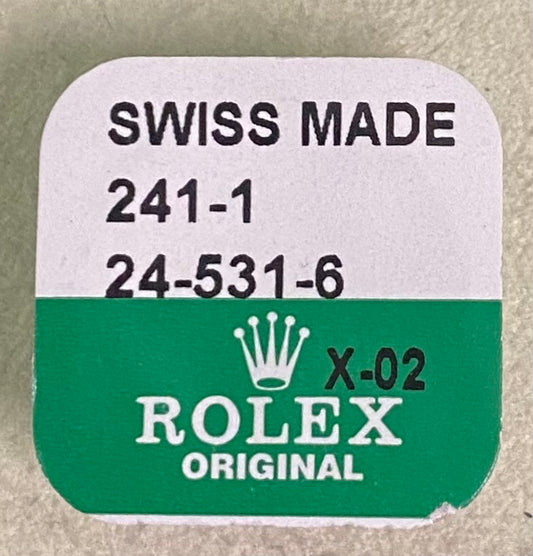 SWISS MADE
241-1
24-531-6
X-02
ROLEX
ORIGINAL